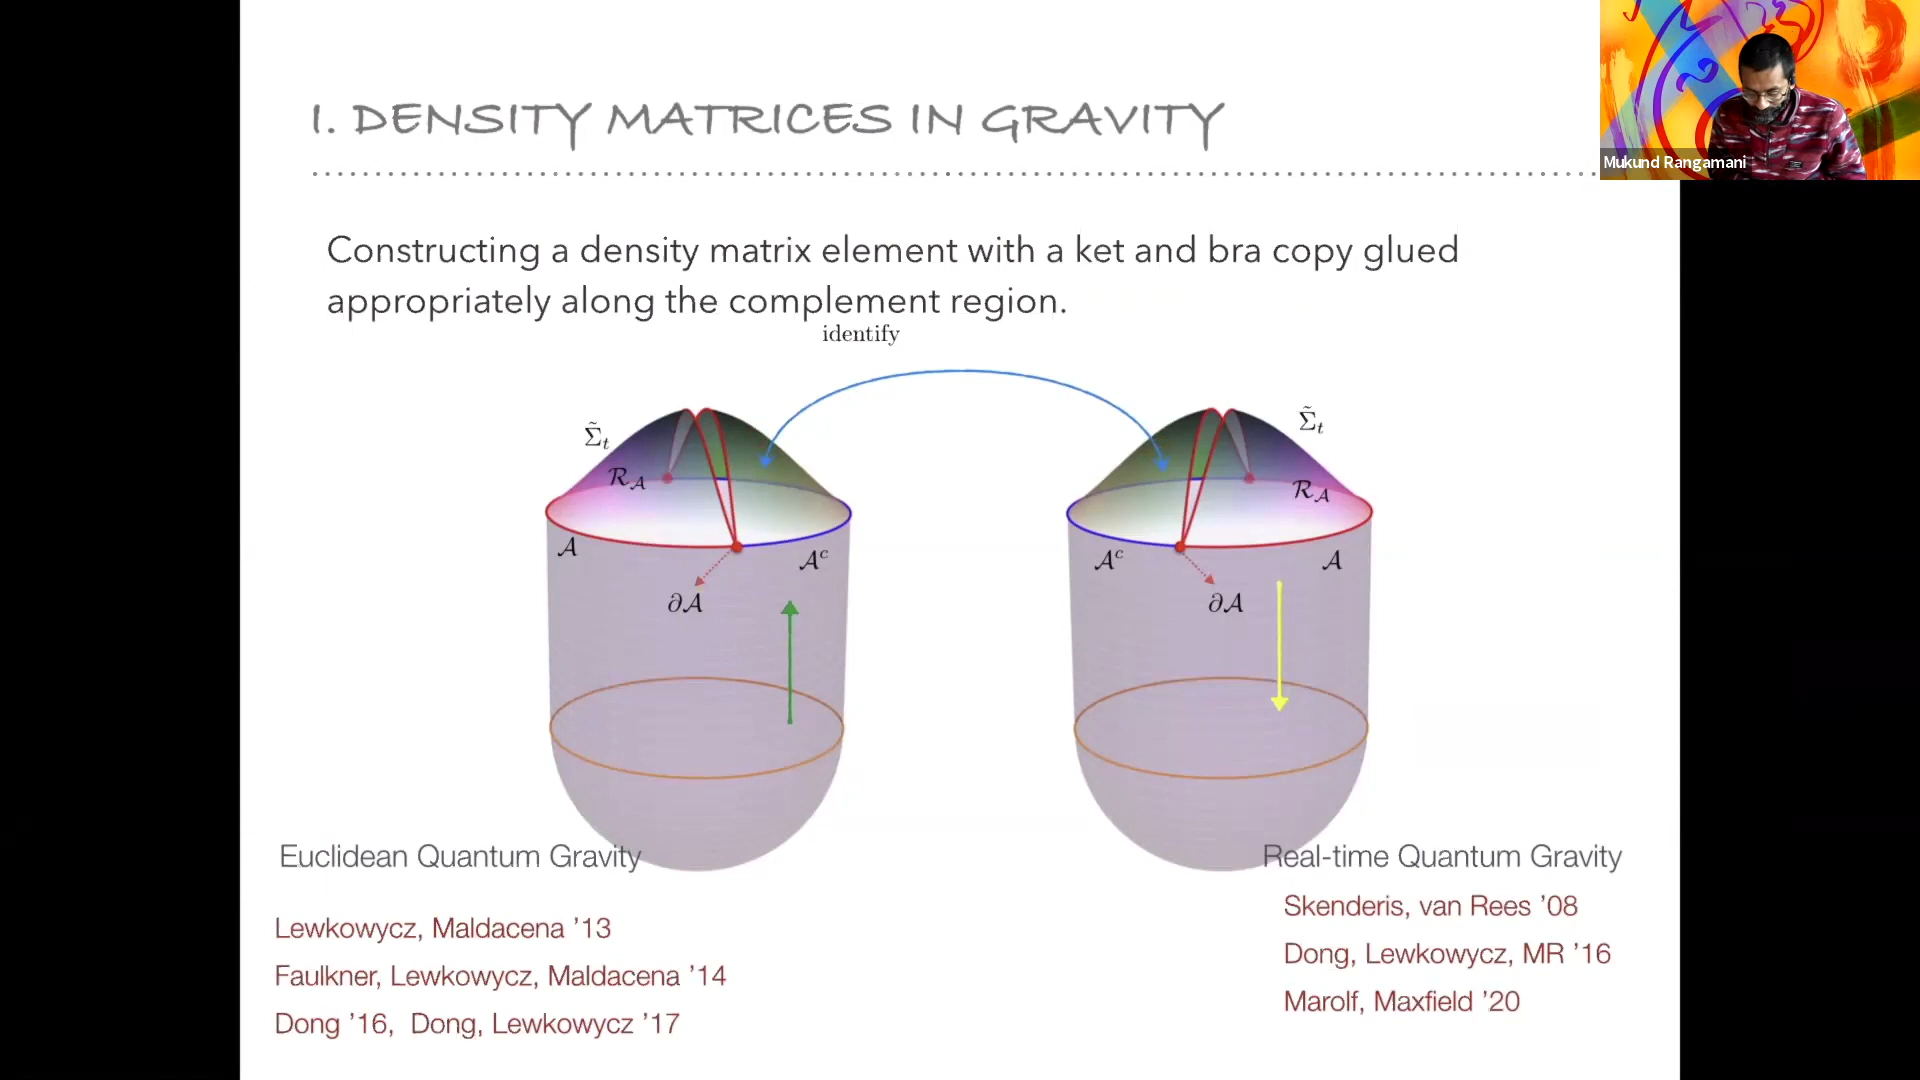 I. DENSITY MATRICES IN GRAVITY
Mukund Rangamani
Constructing a density matrix element with a ket and bra copy glued
appropriately along the complement region.
identify
Σ̃ₜ
ℛ_𝒜
𝒜
𝒜ᶜ
∂𝒜
Σ̃ₜ
ℛ_𝒜
𝒜ᶜ
𝒜
∂𝒜
Euclidean Quantum Gravity
Lewkowycz, Maldacena ’13
Faulkner, Lewkowycz, Maldacena ’14
Dong ’16, Dong, Lewkowycz ’17
Real-time Quantum Gravity
Skenderis, van Rees ’08
Dong, Lewkowycz, MR ’16
Marolf, Maxfield ’20